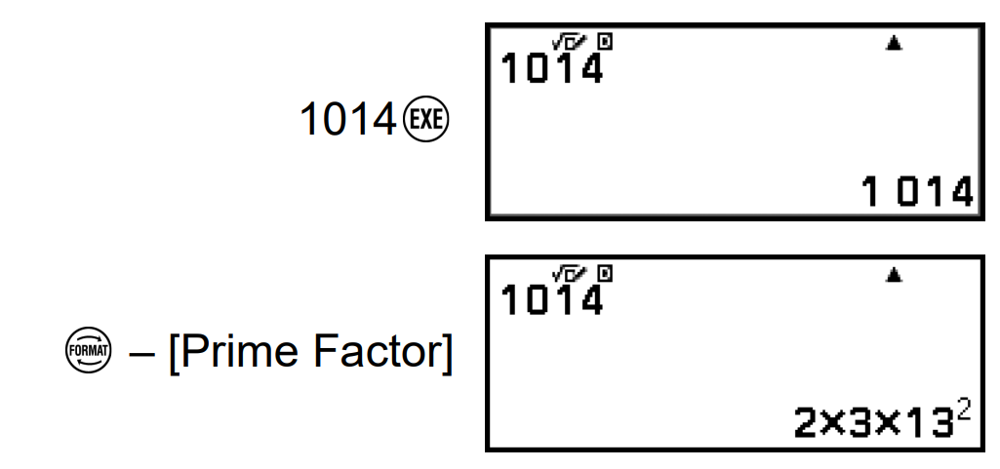 1014
1014 EXE
1 014
1014
FORMAT – [Prime Factor]
2×3×13²